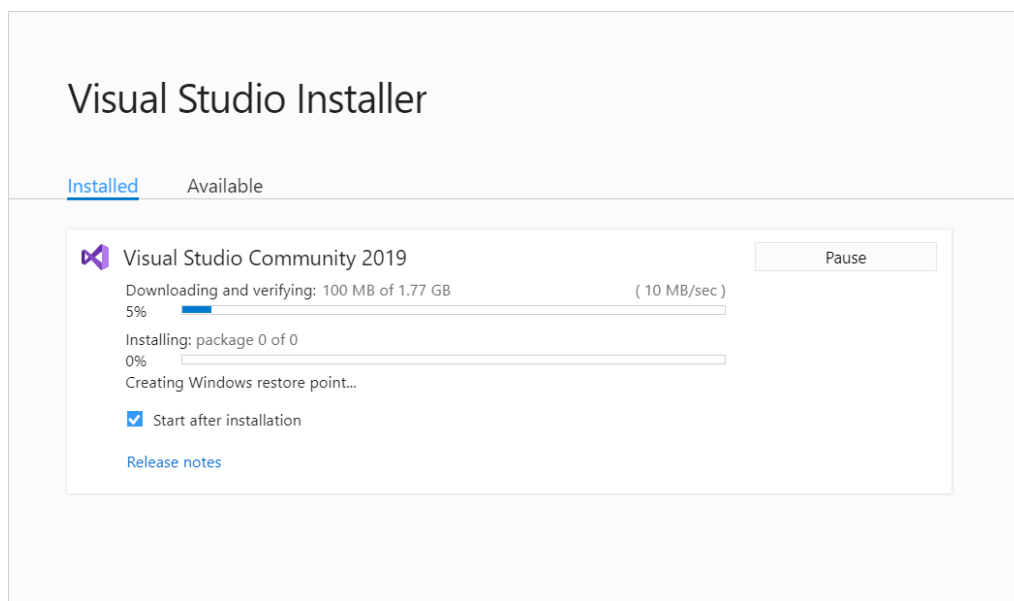 Visual Studio Installer
Installed Available
Visual Studio Community 2019 Pause
Downloading and verifying: 100 MB of 1.77 GB ( 10 MB/sec )
5%
Installing: package 0 of 0
0%
Creating Windows restore point...
Start after installation
Release notes